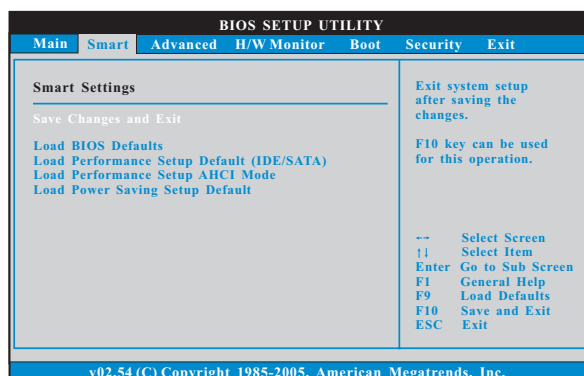 BIOS SETUP UTILITY
Main Smart Advanced H/W Monitor Boot Security Exit
Smart Settings
Save Changes and Exit
Load BIOS Defaults
Load Performance Setup Default (IDE/SATA)
Load Performance Setup AHCI Mode
Load Power Saving Setup Default
Exit system setup
after saving the
changes.
F10 key can be used
for this operation.
←→ Select Screen
↑↓ Select Item
Enter Go to Sub Screen
F1 General Help
F9 Load Defaults
F10 Save and Exit
ESC Exit
v02.54 (C) Copyright 1985-2005, American Megatrends, Inc.